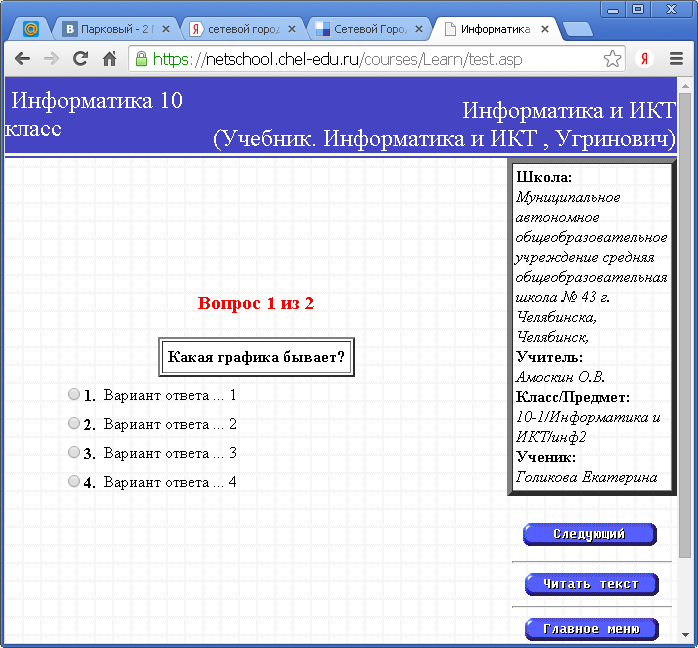 Парковый - 2
сетевой город
Сетевой Горо
Информатика
https://netschool.chel-edu.ru/courses/Learn/test.asp
Информатика 10
класс
Информатика и ИКТ
(Учебник. Информатика и ИКТ , Угринович)
Вопрос 1 из 2
Какая графика бывает?
1. Вариант ответа ... 1
2. Вариант ответа ... 2
3. Вариант ответа ... 3
4. Вариант ответа ... 4
Школа:
Муниципальное
автономное
общеобразовательное
учреждение средняя
общеобразовательная
школа № 43 г.
Челябинска,
Челябинск,
Учитель:
Амоскин О.В.
Класс/Предмет:
10-1/Информатика и
ИКТ/инф2
Ученик:
Голикова Екатерина
Следующий
Читать текст
Главное меню